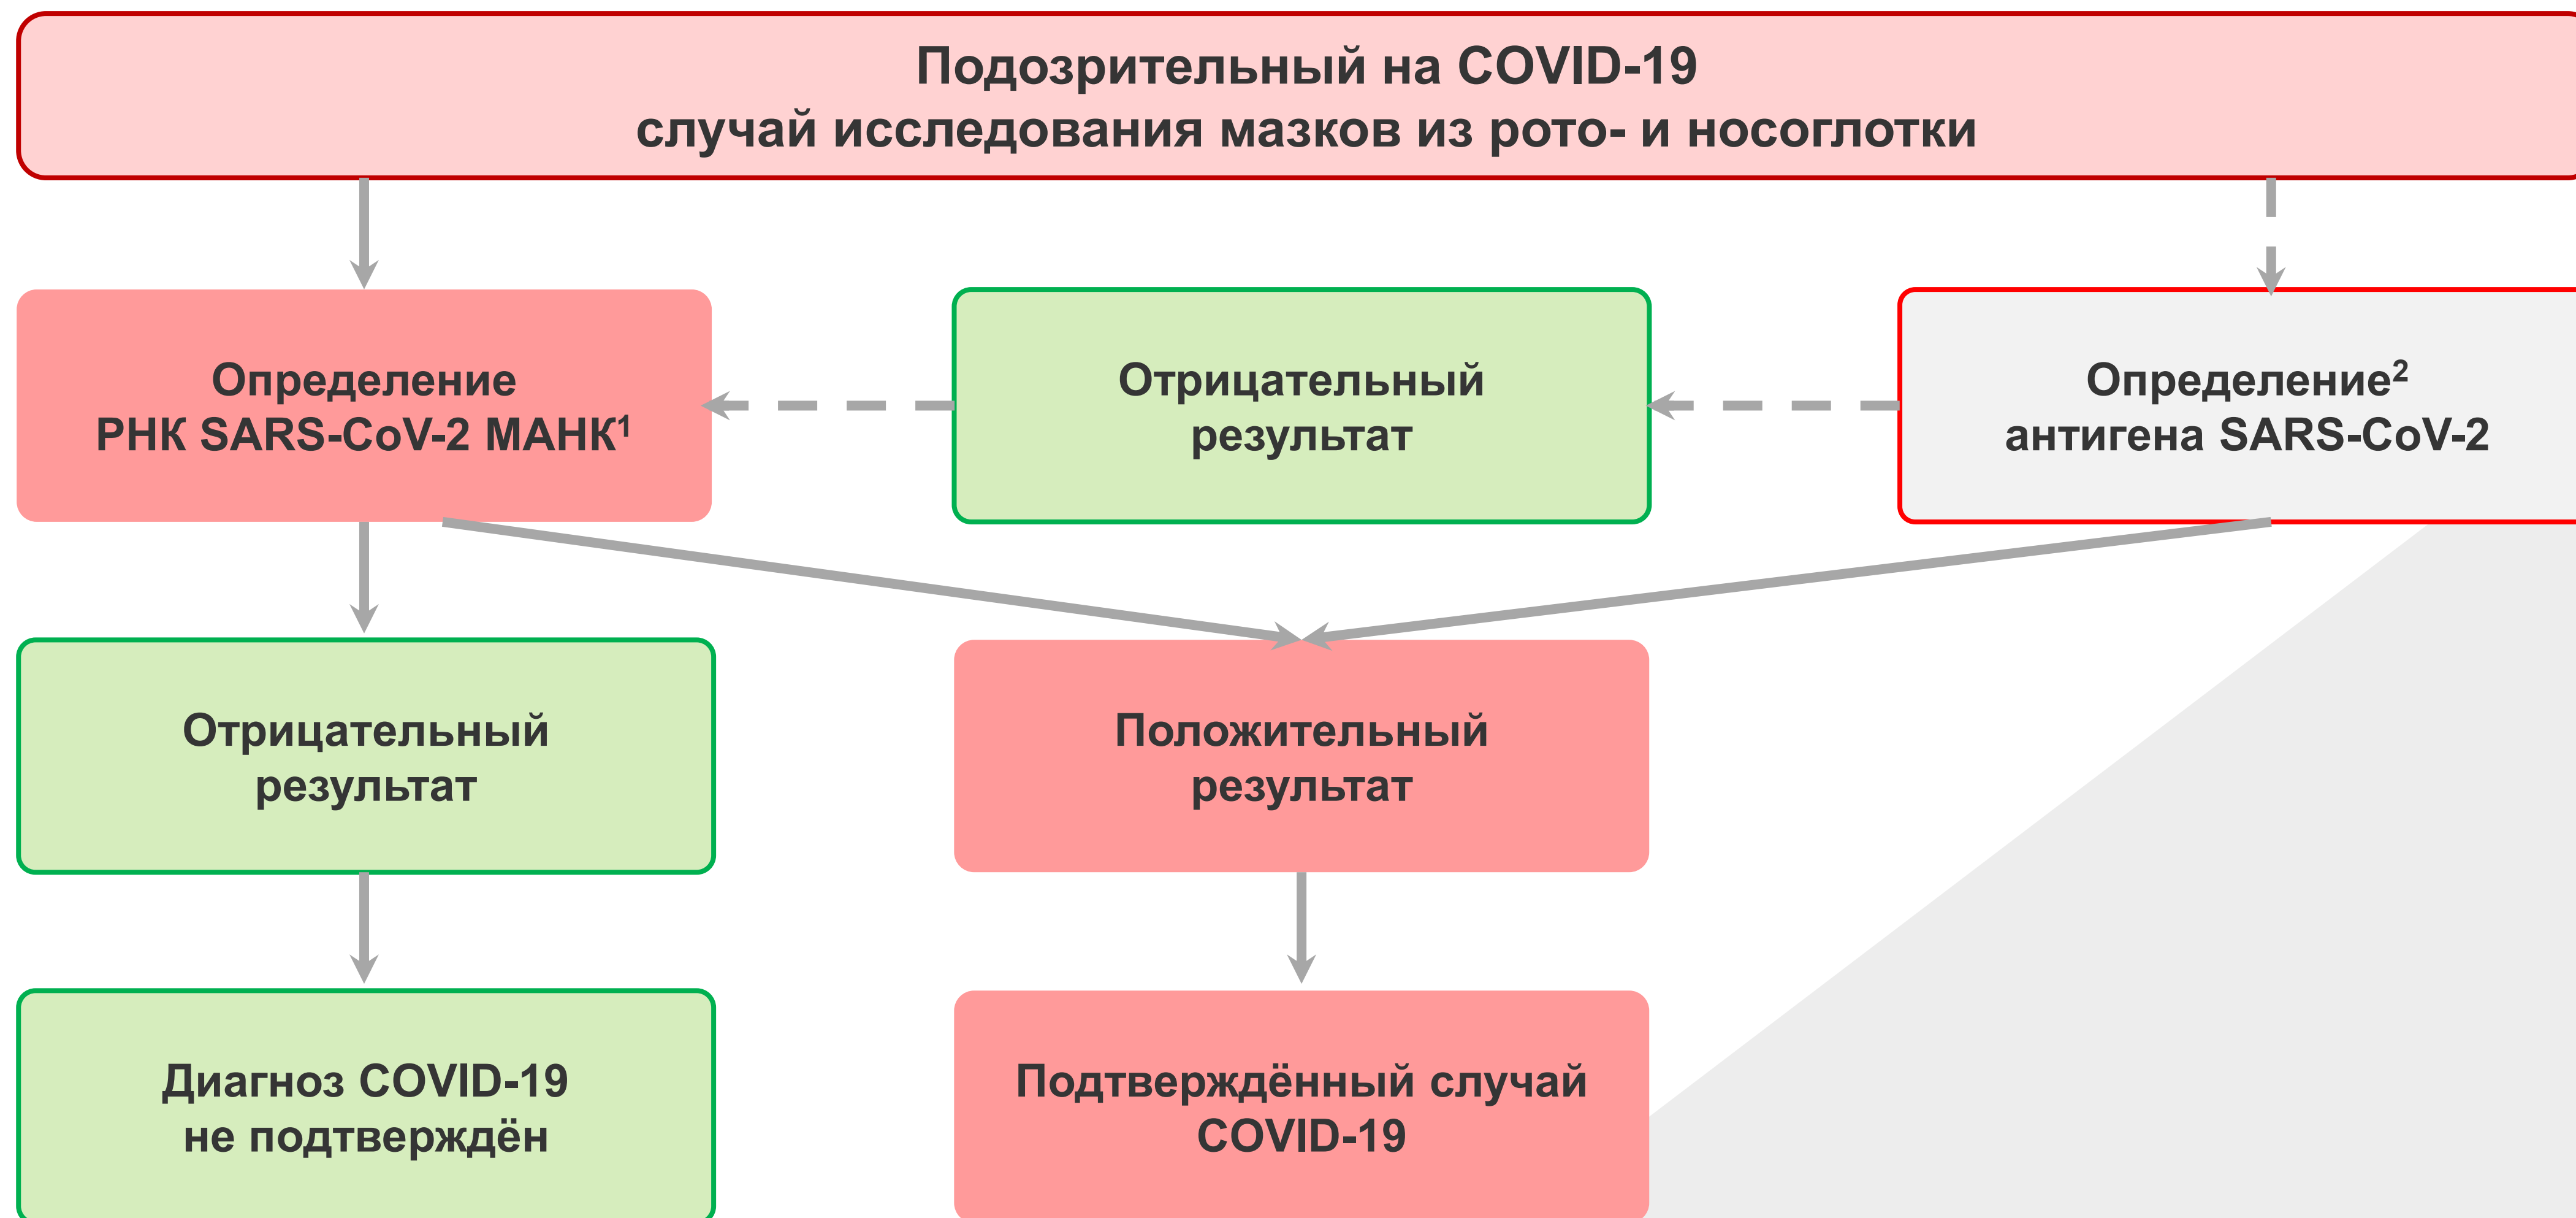 Подозрительный на COVID-19
случай исследования мазков из рото- и носоглотки
Определение
РНК SARS-CoV-2 МАНК¹
Отрицательный
результат
Определение²
антигена SARS-CoV-2
Отрицательный
результат
Положительный
результат
Диагноз COVID-19
не подтверждён
Подтверждённый случай
COVID-19